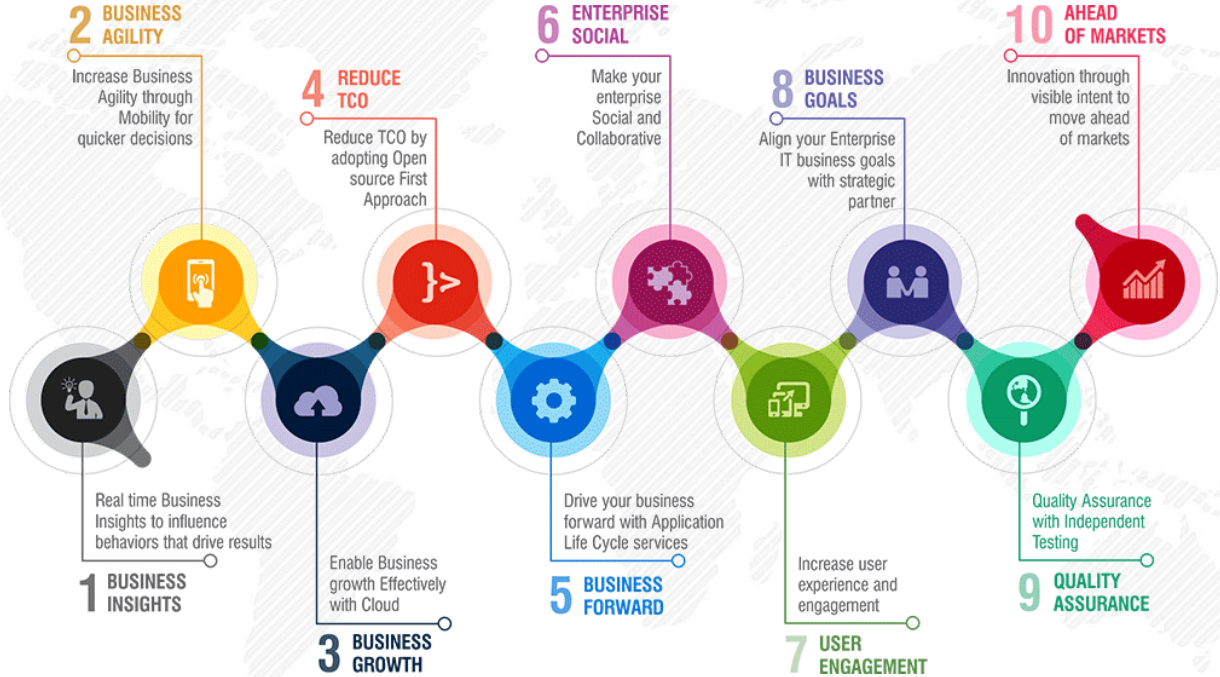 2 BUSINESS
AGILITY
Increase Business
Agility through
Mobility for
quicker decisions
4 REDUCE
TCO
Reduce TCO by
adopting Open
source First
Approach
6 ENTERPRISE
SOCIAL
Make your
enterprise
Social and
Collaborative
8 BUSINESS
GOALS
Align your Enterprise
IT business goals
with strategic
partner
10 AHEAD
OF MARKETS
Innovation through
visible intent to
move ahead
of markets
Real time Business
Insights to influence
behaviors that drive results
1 BUSINESS
INSIGHTS
Enable Business
growth Effectively
with Cloud
3 BUSINESS
GROWTH
Drive your business
forward with Application
Life Cycle services
5 BUSINESS
FORWARD
Increase user
experience and
engagement
7 USER
ENGAGEMENT
Quality Assurance
with Independent
Testing
9 QUALITY
ASSURANCE